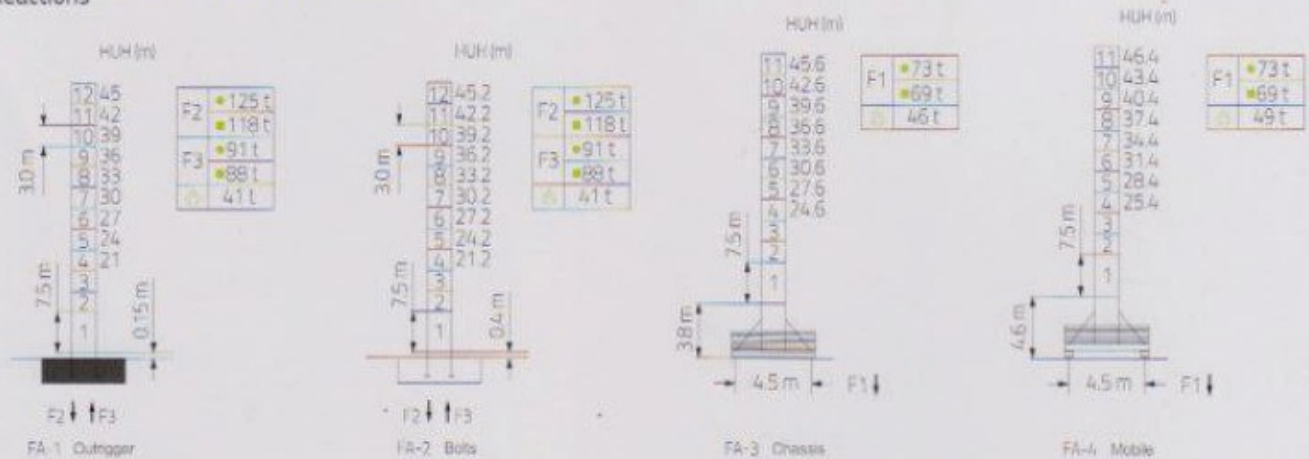 HUH (m)
12 45
11 42
10 39
9 36
8 33
7 30
6 27
5 24
4 21
3
2
1
3.0 m
7.5 m
0.15 m
F2 • 125 t
■ 118 t
F3 • 91 t
■ 88 t
41 t
F2 F3
FA-1 Outrigger
HUH (m)
12 45.2
11 42.2
10 39.2
9 36.2
8 33.2
7 30.2
6 27.2
5 24.2
4 21.2
3
2
1
3.0 m
7.5 m
0.4 m
F2 • 125 t
■ 118 t
F3 • 91 t
■ 88 t
41 t
F2 F3
FA-2 Bolts
HUH (m)
11 45.6
10 42.6
9 39.6
8 36.6
7 33.6
6 30.6
5 27.6
4 24.6
3
2
1
7.5 m
3.8 m
4.5 m
F1
F1 • 73 t
■ 69 t
46 t
FA-3 Chassis
HUH (m)
11 46.4
10 43.4
9 40.4
8 37.4
7 34.4
6 31.4
5 28.4
4 25.4
3
2
1
7.5 m
4.6 m
4.5 m
F1
F1 • 73 t
■ 69 t
49 t
FA-4 Mobile